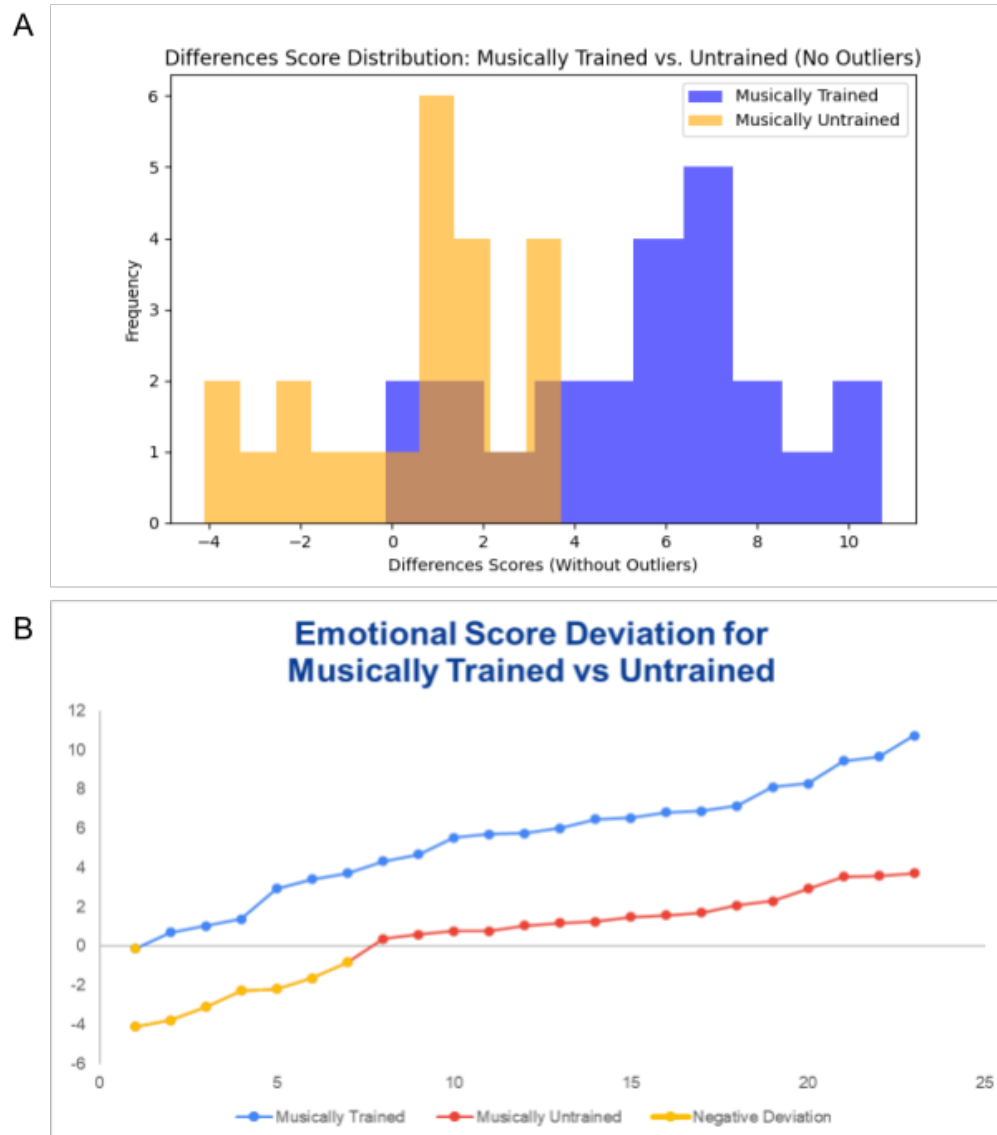 A
Differences Score Distribution: Musically Trained vs. Untrained (No Outliers)
Musically Trained
Musically Untrained
6
5
4
3
2
1
0
Frequency
−4 −2 0 2 4 6 8 10
Differences Scores (Without Outliers)
B
Emotional Score Deviation for
Musically Trained vs Untrained
12
10
8
6
4
2
0
-2
-4
-6
0 5 10 15 20 25
Musically Trained Musically Untrained Negative Deviation